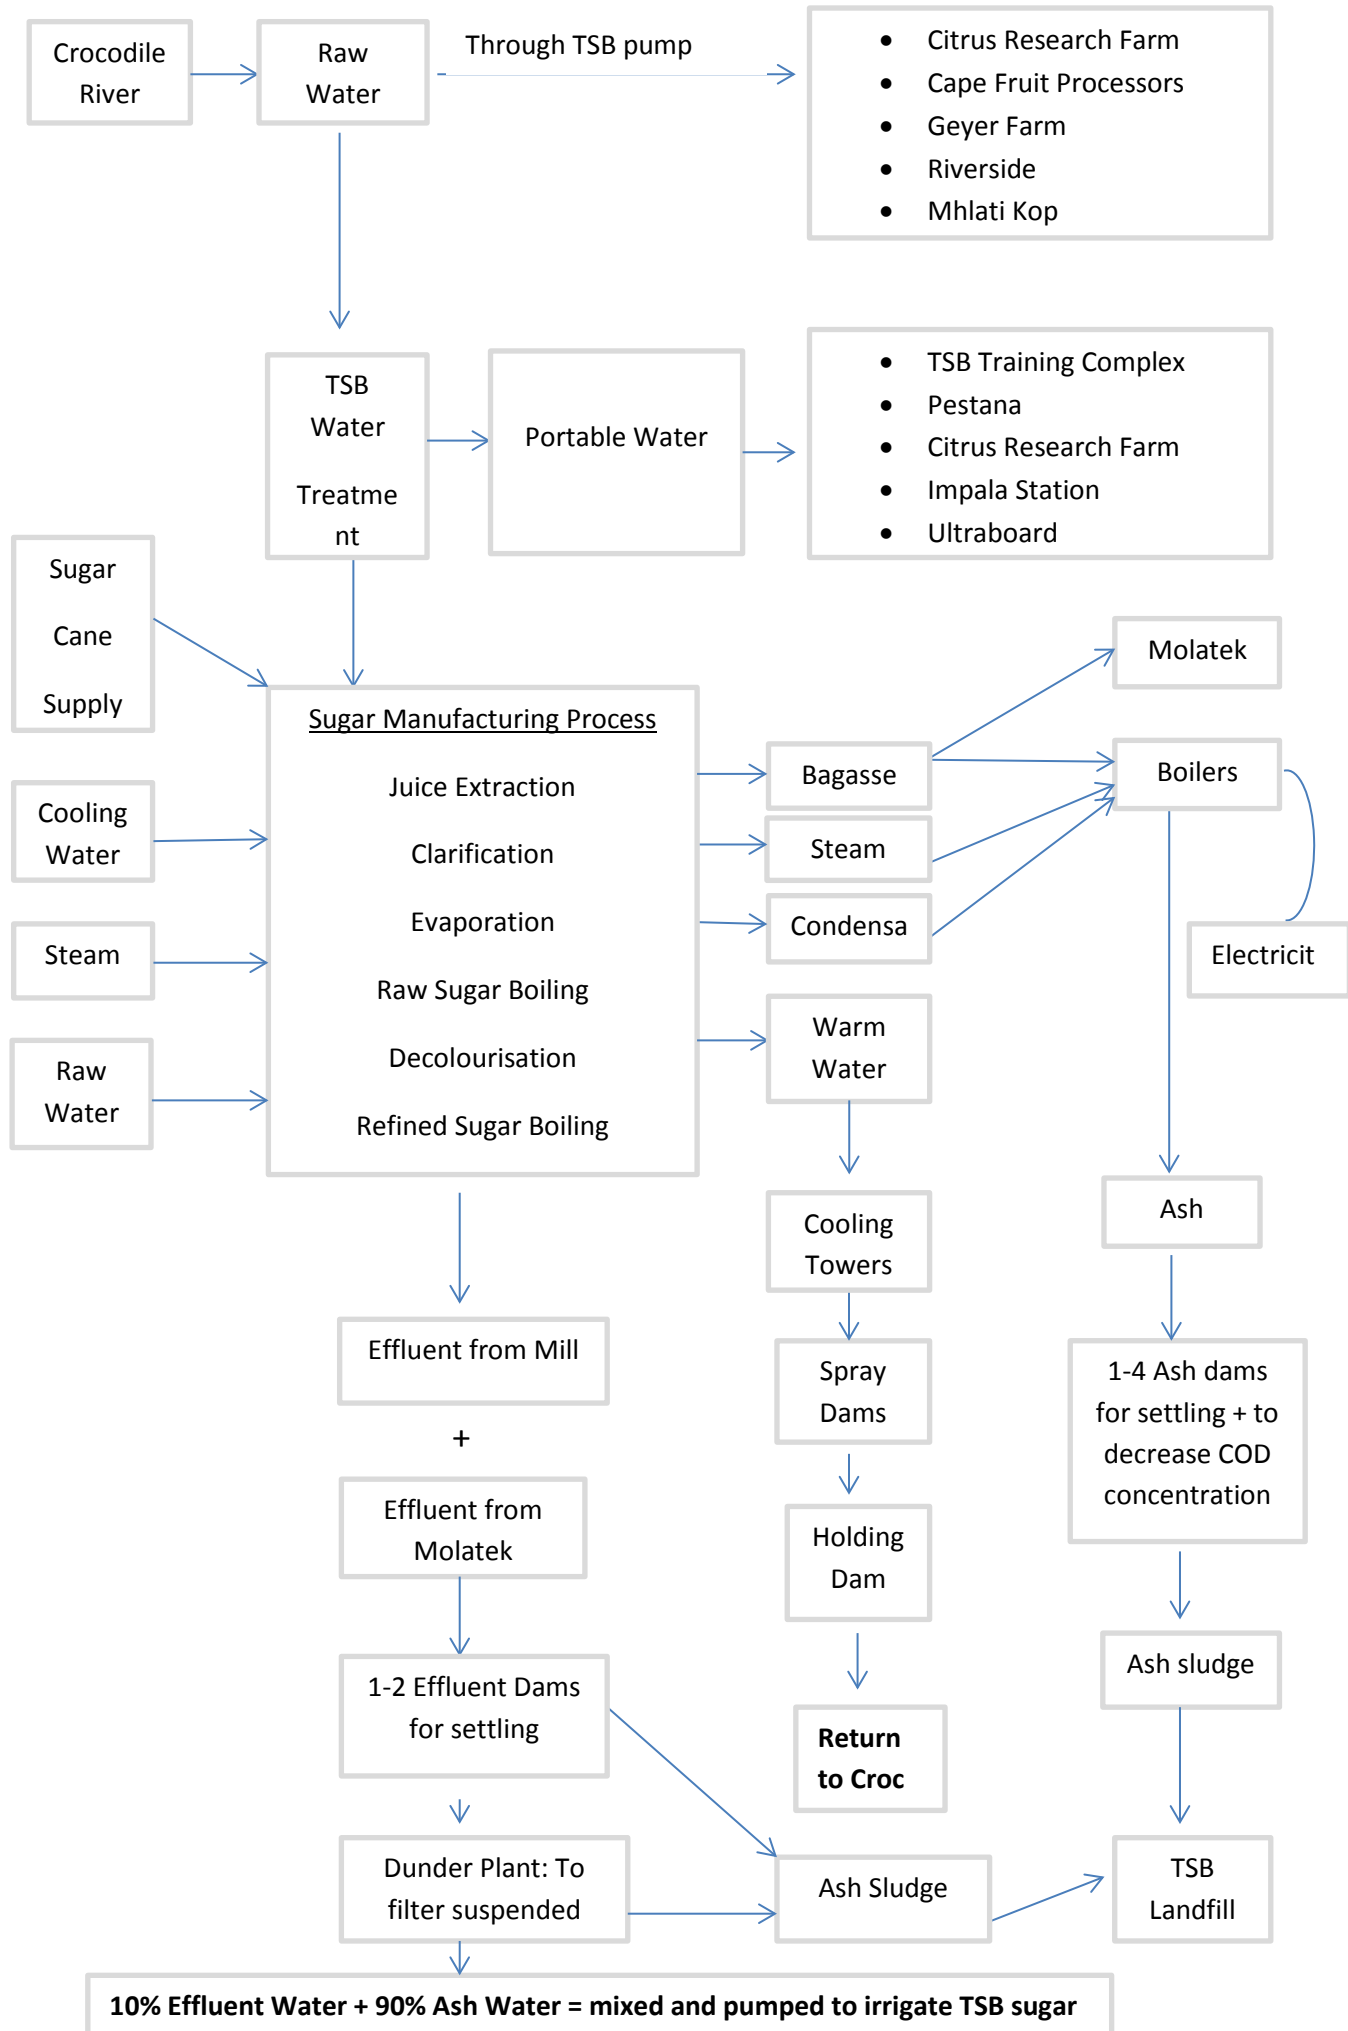 Crocodile
River
Raw
Water
Through TSB pump
• Citrus Research Farm
• Cape Fruit Processors
• Geyer Farm
• Riverside
• Mhlati Kop
TSB
Water
Treatme
nt
Portable Water
• TSB Training Complex
• Pestana
• Citrus Research Farm
• Impala Station
• Ultraboard
Sugar
Cane
Supply
Cooling
Water
Steam
Raw
Water
Sugar Manufacturing Process
Juice Extraction
Clarification
Evaporation
Raw Sugar Boiling
Decolourisation
Refined Sugar Boiling
Bagasse
Steam
Condensa
Warm
Water
Molatek
Boilers
Electricit
Cooling
Towers
Spray
Dams
Holding
Dam
Return
to Croc
Ash
1-4 Ash dams
for settling + to
decrease COD
concentration
Ash sludge
TSB
Landfill
Effluent from Mill
+
Effluent from
Molatek
1-2 Effluent Dams
for settling
Dunder Plant: To
filter suspended
Ash Sludge
10% Effluent Water + 90% Ash Water = mixed and pumped to irrigate TSB sugar